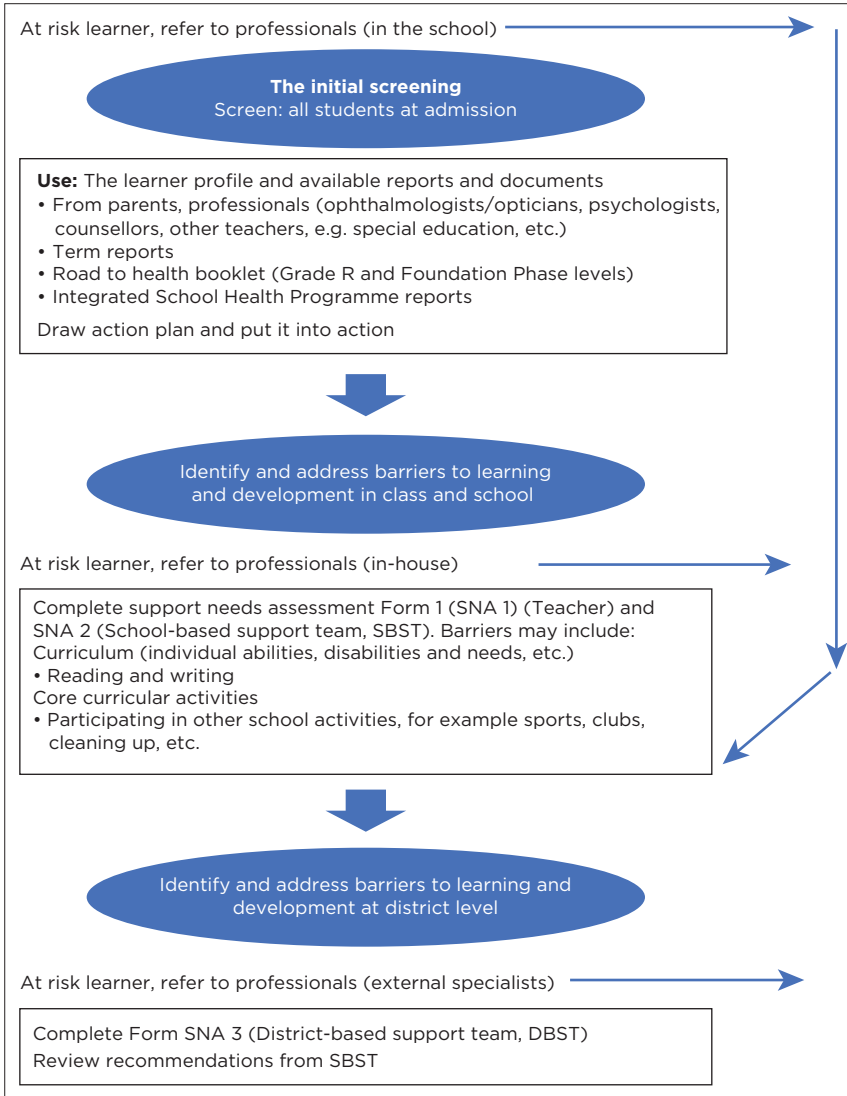 At risk learner, refer to professionals (in the school)
The initial screening
Screen: all students at admission
Use: The learner profile and available reports and documents
• From parents, professionals (ophthalmologists/opticians, psychologists,
counsellors, other teachers, e.g. special education, etc.)
• Term reports
• Road to health booklet (Grade R and Foundation Phase levels)
• Integrated School Health Programme reports
Draw action plan and put it into action
Identify and address barriers to learning
and development in class and school
At risk learner, refer to professionals (in-house)
Complete support needs assessment Form 1 (SNA 1) (Teacher) and
SNA 2 (School-based support team, SBST). Barriers may include:
Curriculum (individual abilities, disabilities and needs, etc.)
• Reading and writing
Core curricular activities
• Participating in other school activities, for example sports, clubs,
cleaning up, etc.
Identify and address barriers to learning and
development at district level
At risk learner, refer to professionals (external specialists)
Complete Form SNA 3 (District-based support team, DBST)
Review recommendations from SBST